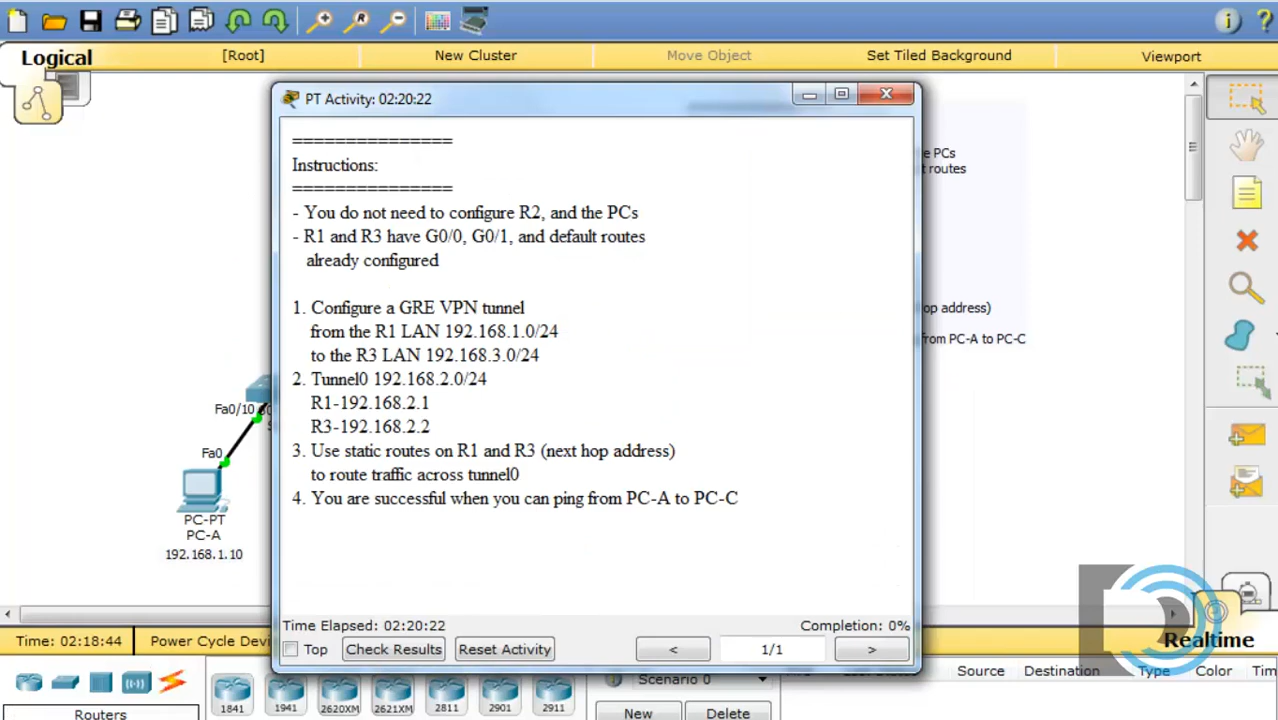 Logical
[Root]
New Cluster
Move Object
Set Tiled Background
Viewport
PT Activity: 02:20:22
===============
Instructions:
===============
- You do not need to configure R2, and the PCs
- R1 and R3 have G0/0, G0/1, and default routes
already configured
1. Configure a GRE VPN tunnel
from the R1 LAN 192.168.1.0/24
to the R3 LAN 192.168.3.0/24
2. Tunnel0 192.168.2.0/24
R1-192.168.2.1
R3-192.168.2.2
3. Use static routes on R1 and R3 (next hop address)
to route traffic across tunnel0
4. You are successful when you can ping from PC-A to PC-C
Time Elapsed: 02:20:22
Completion: 0%
Top
Check Results
Reset Activity
<
1/1
>
e PCs
t routes
op address)
from PC-A to PC-C
Fa0/10
Fa0
PC-PT
PC-A
192.168.1.10
Time: 02:18:44
Power Cycle Devi
Realtime
Routers
1841
1941
2620XM
2621XM
2811
2901
2911
Scenario 0
New
Delete
Source
Destination
Type
Color
Tim